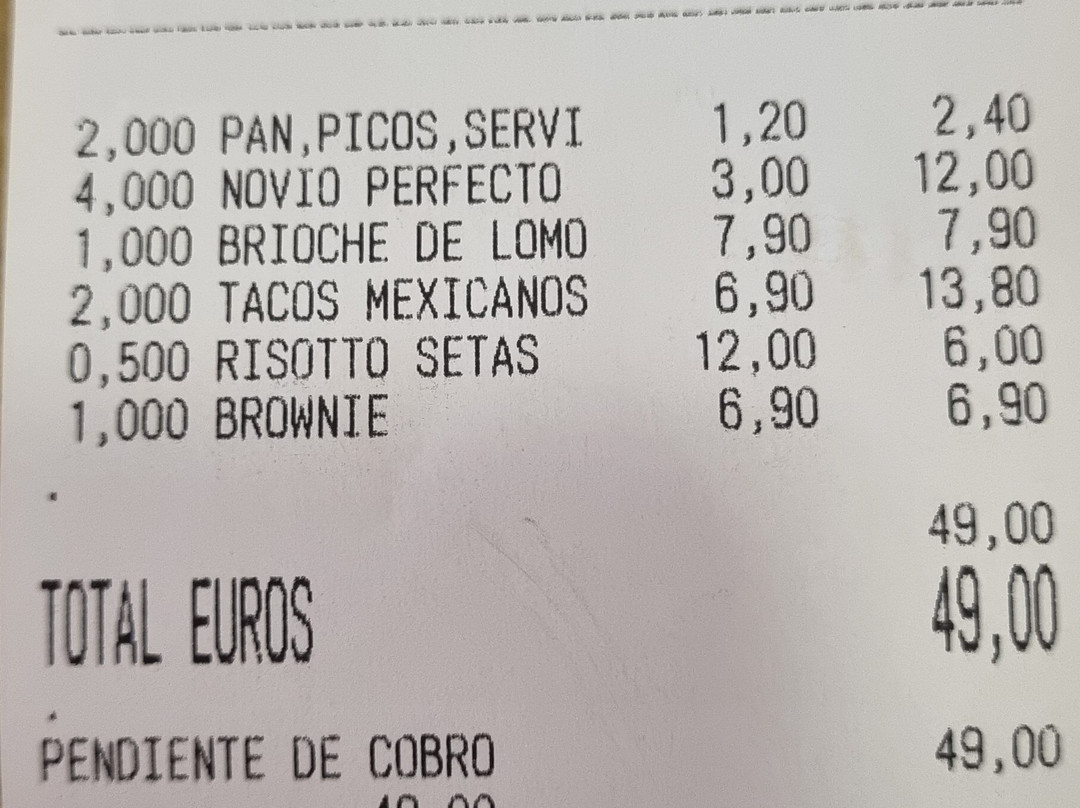 2,000 PAN,PICOS,SERVI 1,20 2,40
4,000 NOVIO PERFECTO 3,00 12,00
1,000 BRIOCHE DE LOMO 7,90 7,90
2,000 TACOS MEXICANOS 6,90 13,80
0,500 RISOTTO SETAS 12,00 6,00
1,000 BROWNIE 6,90 6,90
.
49,00
TOTAL EUROS 49,00
.
PENDIENTE DE COBRO 49,00